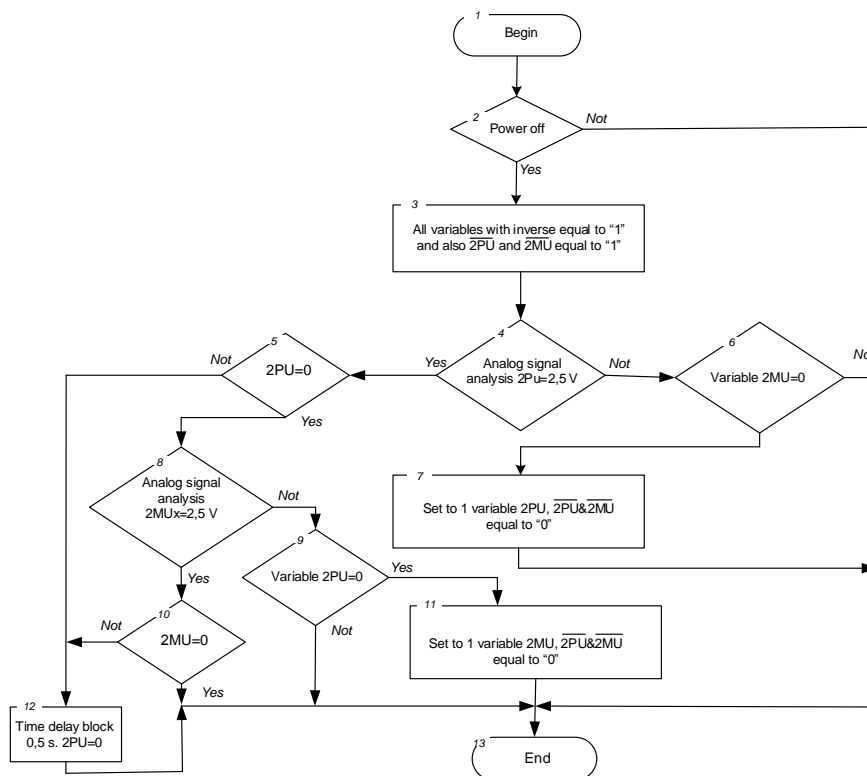 1
Begin
2
Power off
Not
Yes
3
All variables with inverse equal to “1”
and also 2PU and 2MU equal to “1”
4
Analog signal
analysis 2Pu=2,5 V
Yes
Not
5
2PU=0
Not
Yes
6
Variable 2MU=0
No
7
Set to 1 variable 2PU, 2PU&2MU
equal to “0”
8
Analog signal
analysis
2MUx=2,5 V
Not
Yes
9
Variable 2PU=0
Yes
Not
10
2MU=0
Not
Yes
11
Set to 1 variable 2MU, 2PU&2MU
equal to “0”
12
Time delay block
0,5 s. 2PU=0
13
End